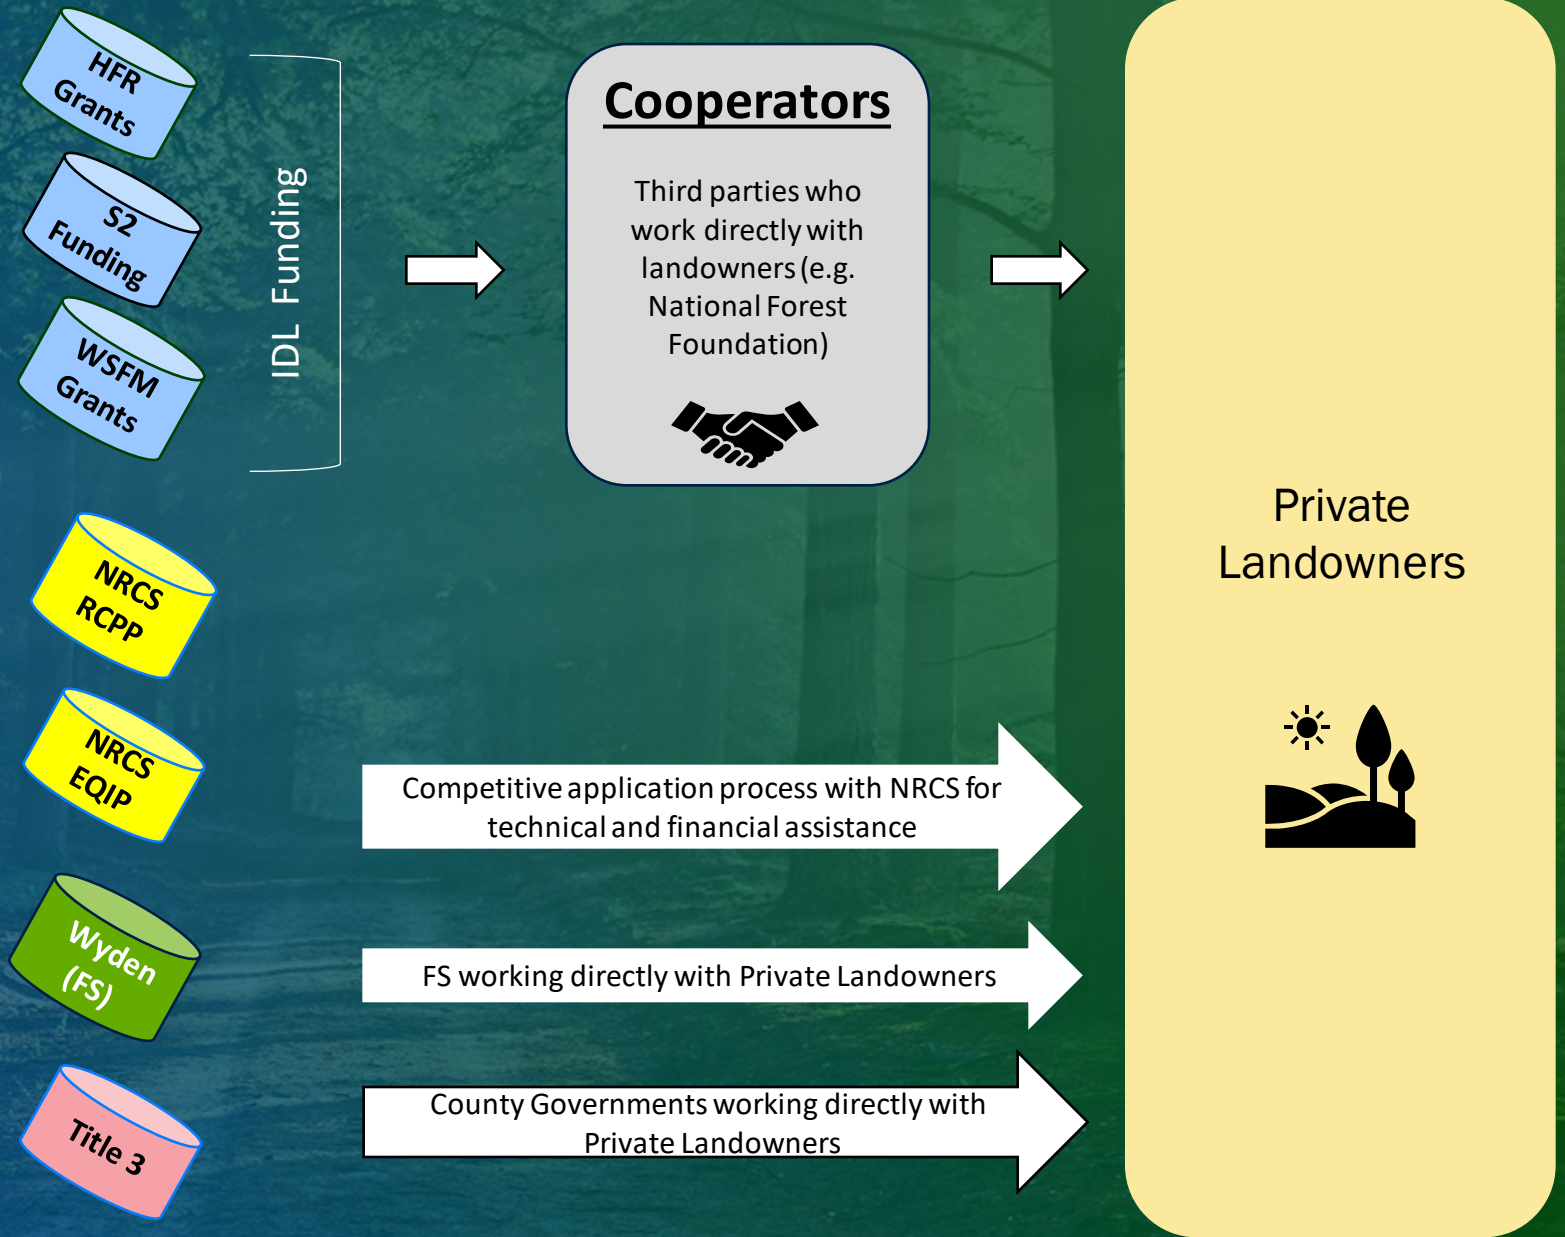 HFR
Grants
S2
Funding
WSFM
Grants
IDL Funding
Cooperators
Third parties who
work directly with
landowners (e.g.
National Forest
Foundation)
Private
Landowners
NRCS
RCPP
NRCS
EQIP
Competitive application process with NRCS for
technical and financial assistance
Wyden
(FS)
FS working directly with Private Landowners
Title 3
County Governments working directly with
Private Landowners